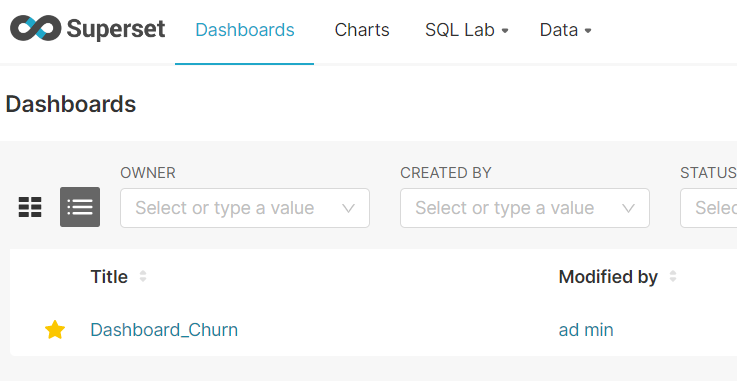 Superset Dashboards Charts SQL Lab Data
Dashboards
OWNER CREATED BY STATUS
Select or type a value Select or type a value Selec
Title Modified by
Dashboard_Churn ad min